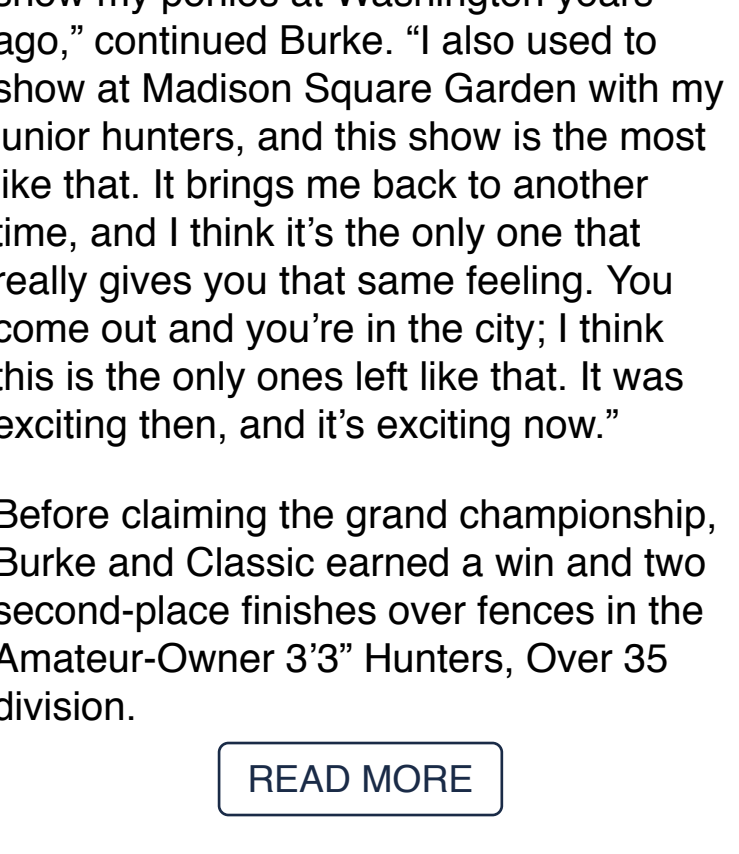 show my ponies at Washington years
ago,” continued Burke. “I also used to
show at Madison Square Garden with my
junior hunters, and this show is the most
like that. It brings me back to another
time, and I think it’s the only one that
really gives you that same feeling. You
come out and you’re in the city; I think
this is the only ones left like that. It was
exciting then, and it’s exciting now.”
Before claiming the grand championship,
Burke and Classic earned a win and two
second-place finishes over fences in the
Amateur-Owner 3’3” Hunters, Over 35
division.
READ MORE